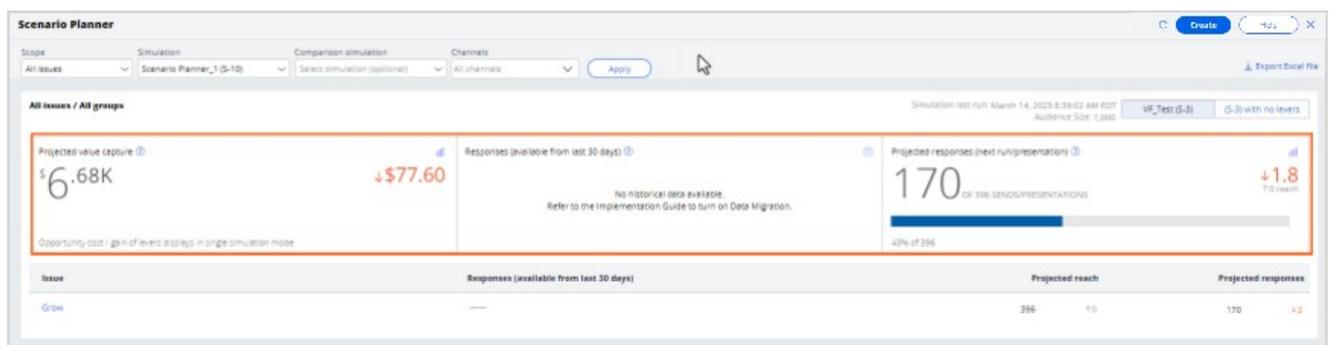 Scenario Planner
Create
Scope Simulation Comparison simulation Channels
All issues Scenario Planner_1 (S-10) Select simulation (optional) All channels Apply
Export Excel file
All issues / All groups
Simulation last run: March 14, 2023 8:39:02 AM EDT
Audience Size: 1,000
VF_Test (S-3) (S-3) with no levers
Projected value capture
$6.68K
↓$77.60
Opportunity cost / gain of levers displays in single simulation mode
Responses (available from last 30 days)
No historical data available.
Refer to the Implementation Guide to turn on Data Migration.
Projected responses (next run/presentation)
170 OF 396 SENDS/PRESENTATIONS
↓1.8
↑0 reach
43% of 396
Issue Responses (available from last 30 days) Projected reach Projected responses
Grow --- 396 ↑0 170 ↓2